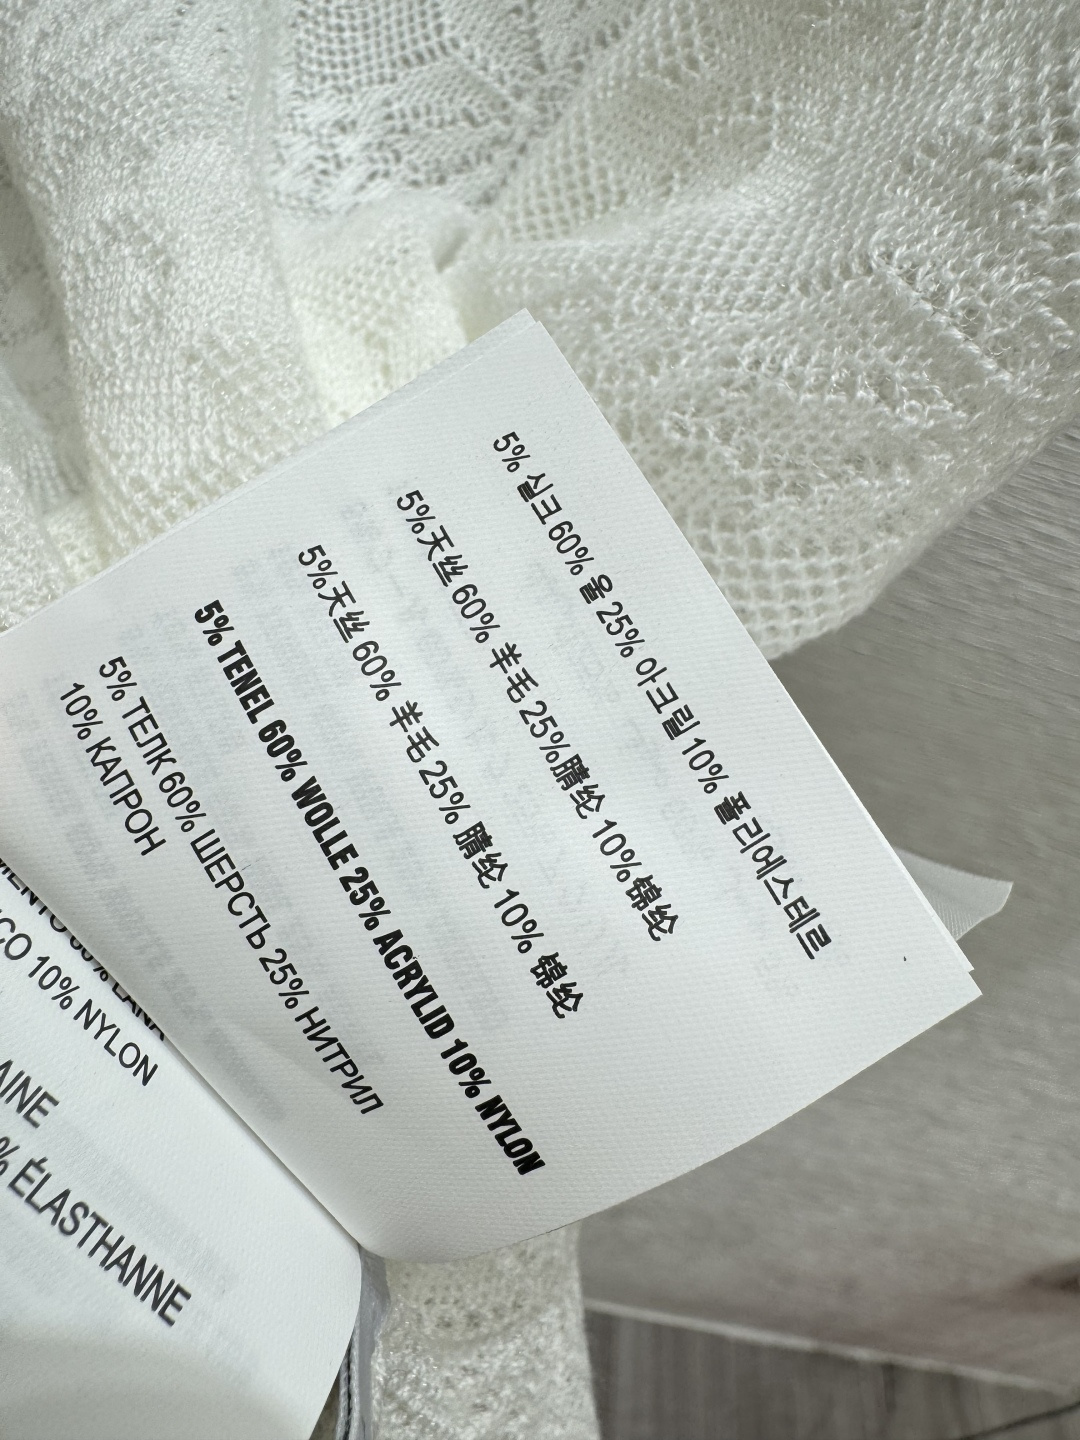 5% 실크 60% 울 25% 아크릴 10% 폴리에스테르
5%天丝 60% 羊毛 25%腈纶 10%锦纶
5%天丝 60% 羊毛 25% 腈纶 10% 锦纶
5% TENEL 60% WOLLE 25% ACRYLID 10% NYLON
5% ТЕПК 60% ШЕРСТЬ 25% НИТРИЛ
10% КАПРОН
60% LANA
CO 10% NYLON
AINE
% ÉLASTHANNE